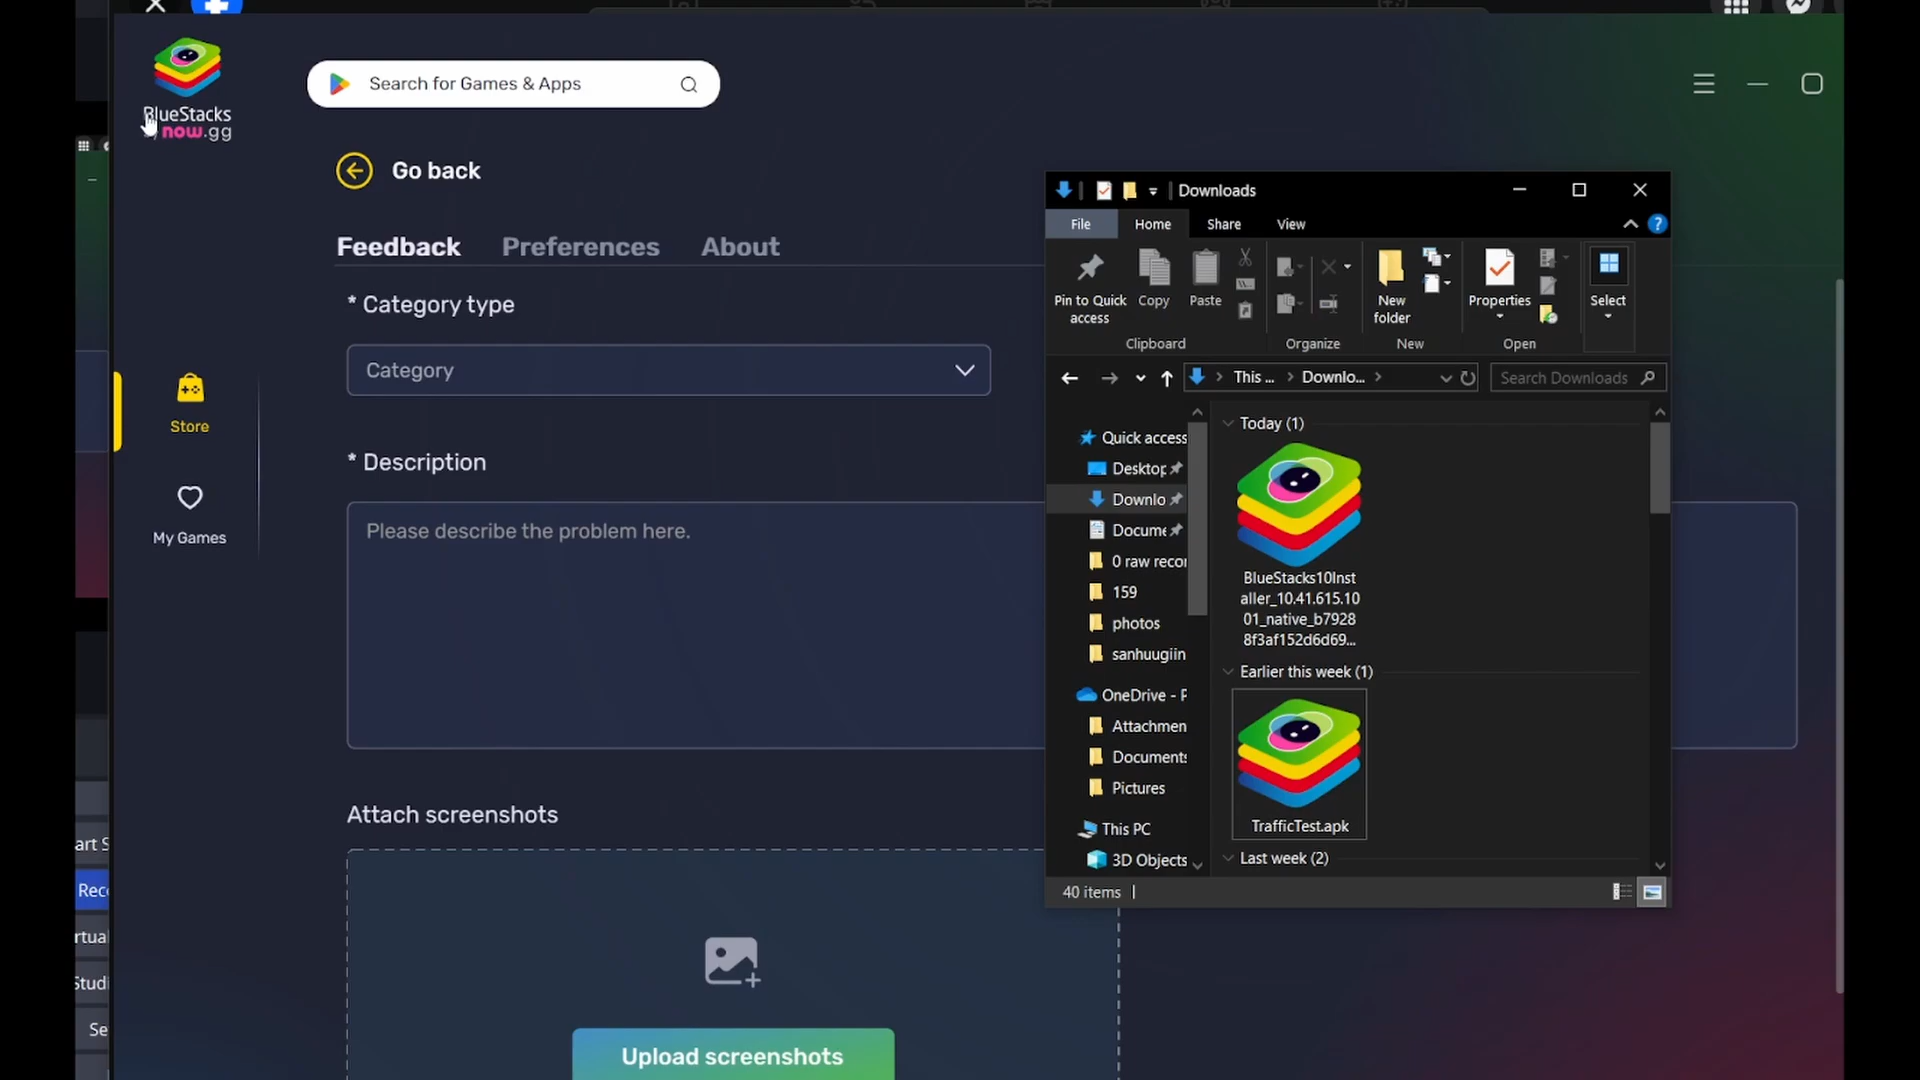 BlueStacks
by now.gg
Search for Games & Apps
Go back
Feedback
Preferences
About
* Category type
Category
* Description
Please describe the problem here.
Attach screenshots
Upload screenshots
Store
My Games
art S
Rec
rtua
Studi
Se
Downloads
File
Home
Share
View
Pin to Quick
access
Copy
Paste
Clipboard
Organize
New
folder
New
Properties
Open
Select
This ...
Downlo...
Search Downloads
Quick access
Desktop
Downlo
Docume
0 raw recor
159
photos
sanhuugiin
OneDrive - P
Attachmen
Documents
Pictures
This PC
3D Objects
Today (1)
BlueStacks10Inst
aller_10.41.615.10
01_native_b7928
8f3af152d6d69...
Earlier this week (1)
TrafficTest.apk
Last week (2)
40 items